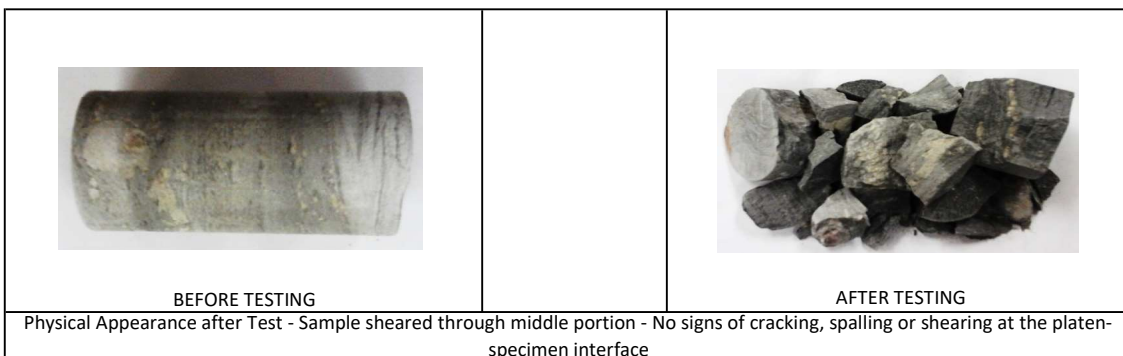 BEFORE TESTING
AFTER TESTING
Physical Appearance after Test - Sample sheared through middle portion - No signs of cracking, spalling or shearing at the platen-
specimen interface